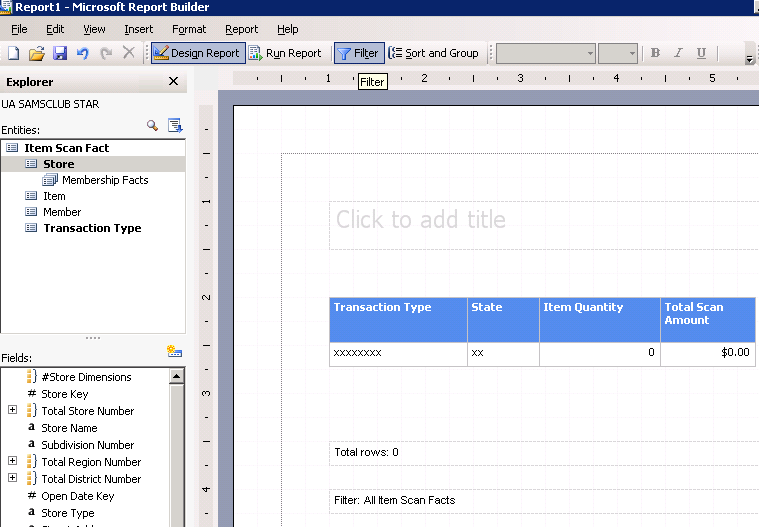 Report1 - Microsoft Report Builder
File Edit View Insert Format Report Help
Design Report Run Report Filter Sort and Group B I U
Explorer
Filter
1 2 3 4 5
UA SAMSCLUB STAR
Entities:
Item Scan Fact
Store
Membership Facts
Item
Member
Transaction Type
1
2
3
4
Click to add title
Transaction Type State Item Quantity Total Scan
Amount
xxxxxxxx xx 0 $0.00
Total rows: 0
Filter: All Item Scan Facts
Fields:
#Store Dimensions
# Store Key
Total Store Number
a Store Name
a Subdivision Number
Total Region Number
Total District Number
# Open Date Key
a Store Type